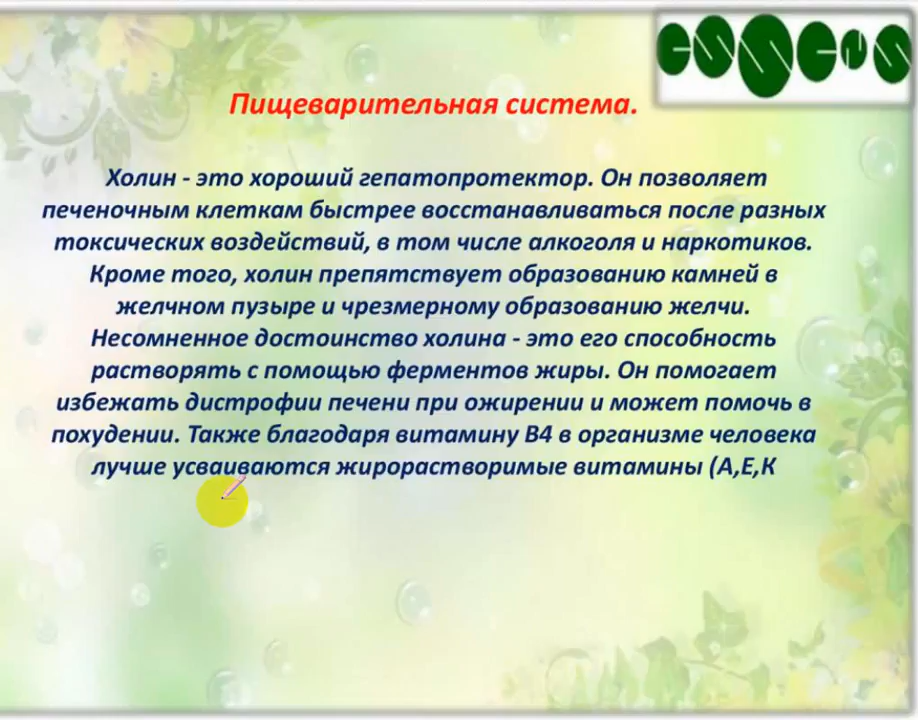 ESSENS
Пищеварительная система.
Холин - это хороший гепатопротектор. Он позволяет
печеночным клеткам быстрее восстанавливаться после разных
токсических воздействий, в том числе алкоголя и наркотиков.
Кроме того, холин препятствует образованию камней в
желчном пузыре и чрезмерному образованию желчи.
Несомненное достоинство холина - это его способность
растворять с помощью ферментов жиры. Он помогает
избежать дистрофии печени при ожирении и может помочь в
похудении. Также благодаря витамину В4 в организме человека
лучше усваиваются жирорастворимые витамины (А,Е,К